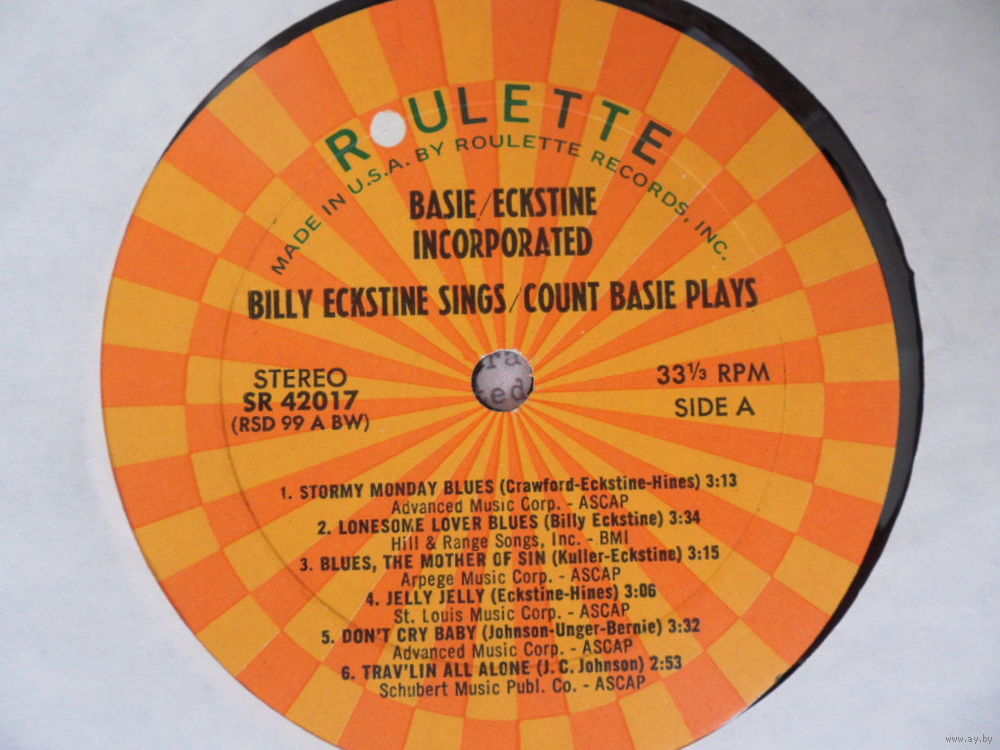 ROULETTE
MADE IN U.S.A. BY ROULETTE RECORDS, INC.
BASIE/ECKSTINE
INCORPORATED
BILLY ECKSTINE SINGS/COUNT BASIE PLAYS
STEREO
SR 42017
(RSD 99 A BW)
33⅓ RPM
SIDE A
ra
ed
1. STORMY MONDAY BLUES (Crawford-Eckstine-Hines) 3:13
Advanced Music Corp. - ASCAP
2. LONESOME LOVER BLUES (Billy Eckstine) 3:34
Hill & Range Songs, Inc. - BMI
3. BLUES, THE MOTHER OF SIN (Kuller-Eckstine) 3:15
Arpege Music Corp. - ASCAP
4. JELLY JELLY (Eckstine-Hines) 3:06
St. Louis Music Corp. - ASCAP
5. DON'T CRY BABY (Johnson-Unger-Bernie) 3:32
Advanced Music Corp. - ASCAP
6. TRAV'LIN ALL ALONE (J. C. Johnson) 2:53
Schubert Music Publ. Co. - ASCAP
www.ay.by